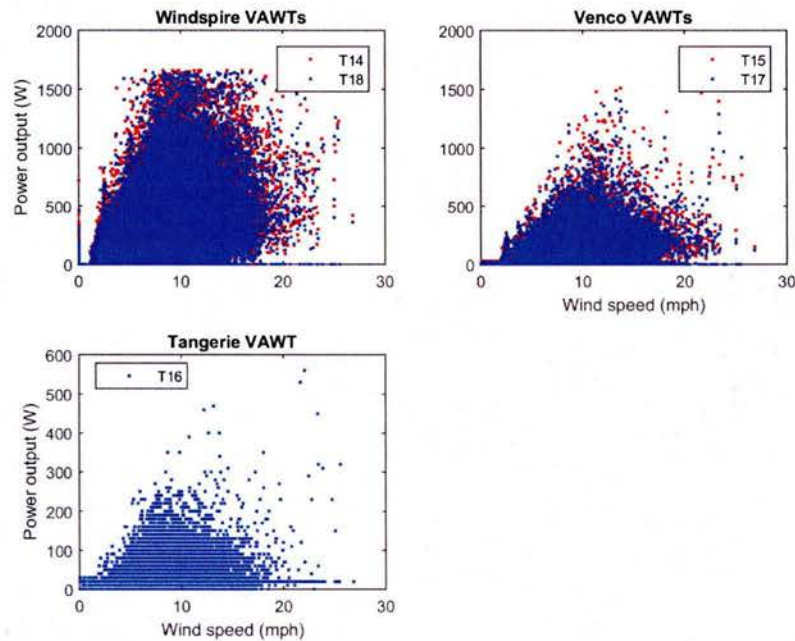 Windspire VAWTs
2000
1500
1000
500
0
Power output (W)
T14
T18
0
10
20
30
Venco VAWTs
2000
1500
1000
500
0
T15
T17
0
10
20
30
Wind speed (mph)
Tangerie VAWT
600
500
400
300
200
100
0
Power output (W)
T16
0
10
20
30
Wind speed (mph)